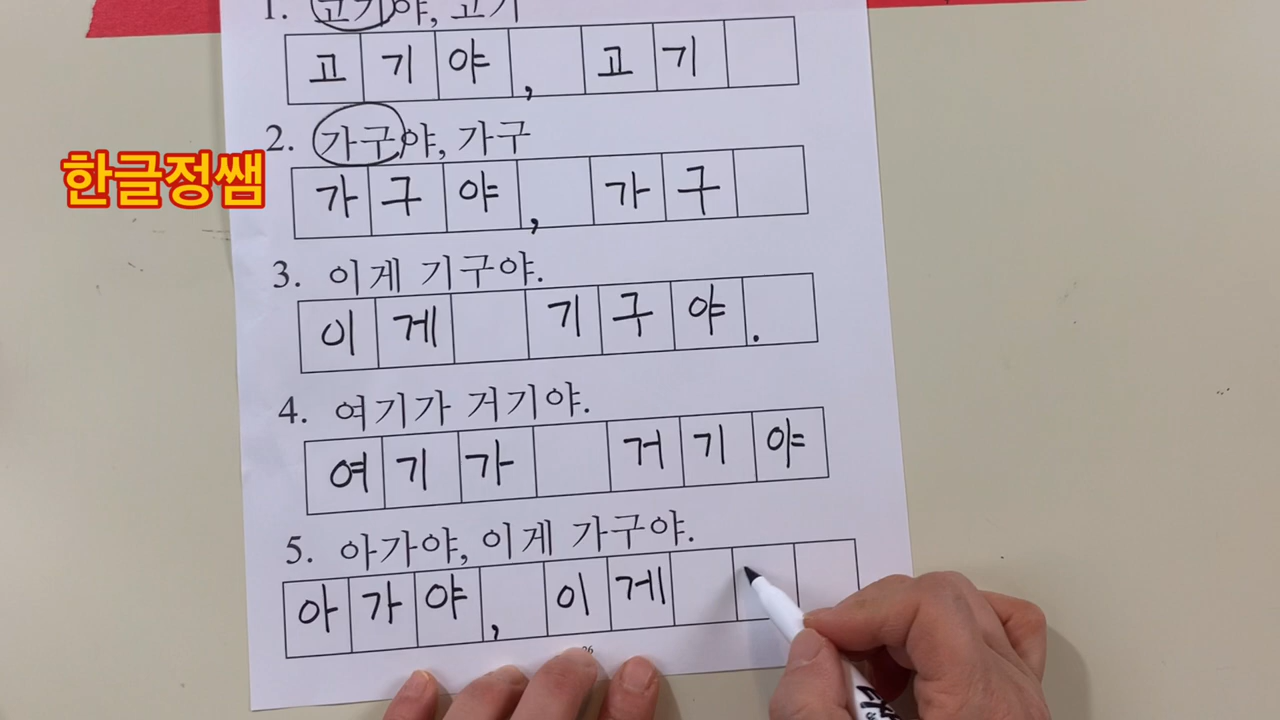 1. 고기야, 고기
고 기 야 , 고 기
2. 가구야, 가구
한글정쌤
가 구 야 , 가 구
3. 이게 기구야.
이 게 기 구 야 .
4. 여기가 거기야.
여 기 가 거 기 야
5. 아가야, 이게 가구야.
아 가 야 , 이 게
26